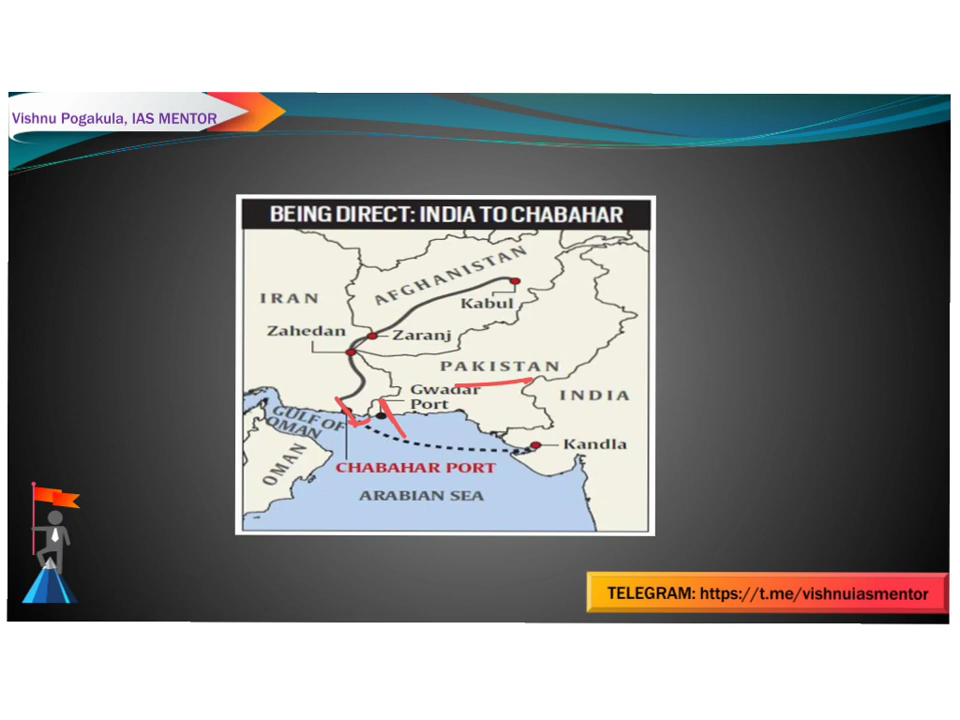 Vishnu Pogakula, IAS MENTOR
BEING DIRECT: INDIA TO CHABAHAR
AFGHANISTAN
IRAN
Kabul
Zahedan
Zaranj
PAKISTAN
Gwadar
Port
INDIA
GULF OF
OMAN
Kandla
OMAN
CHABAHAR PORT
ARABIAN SEA
TELEGRAM: https://t.me/vishnuiasmentor